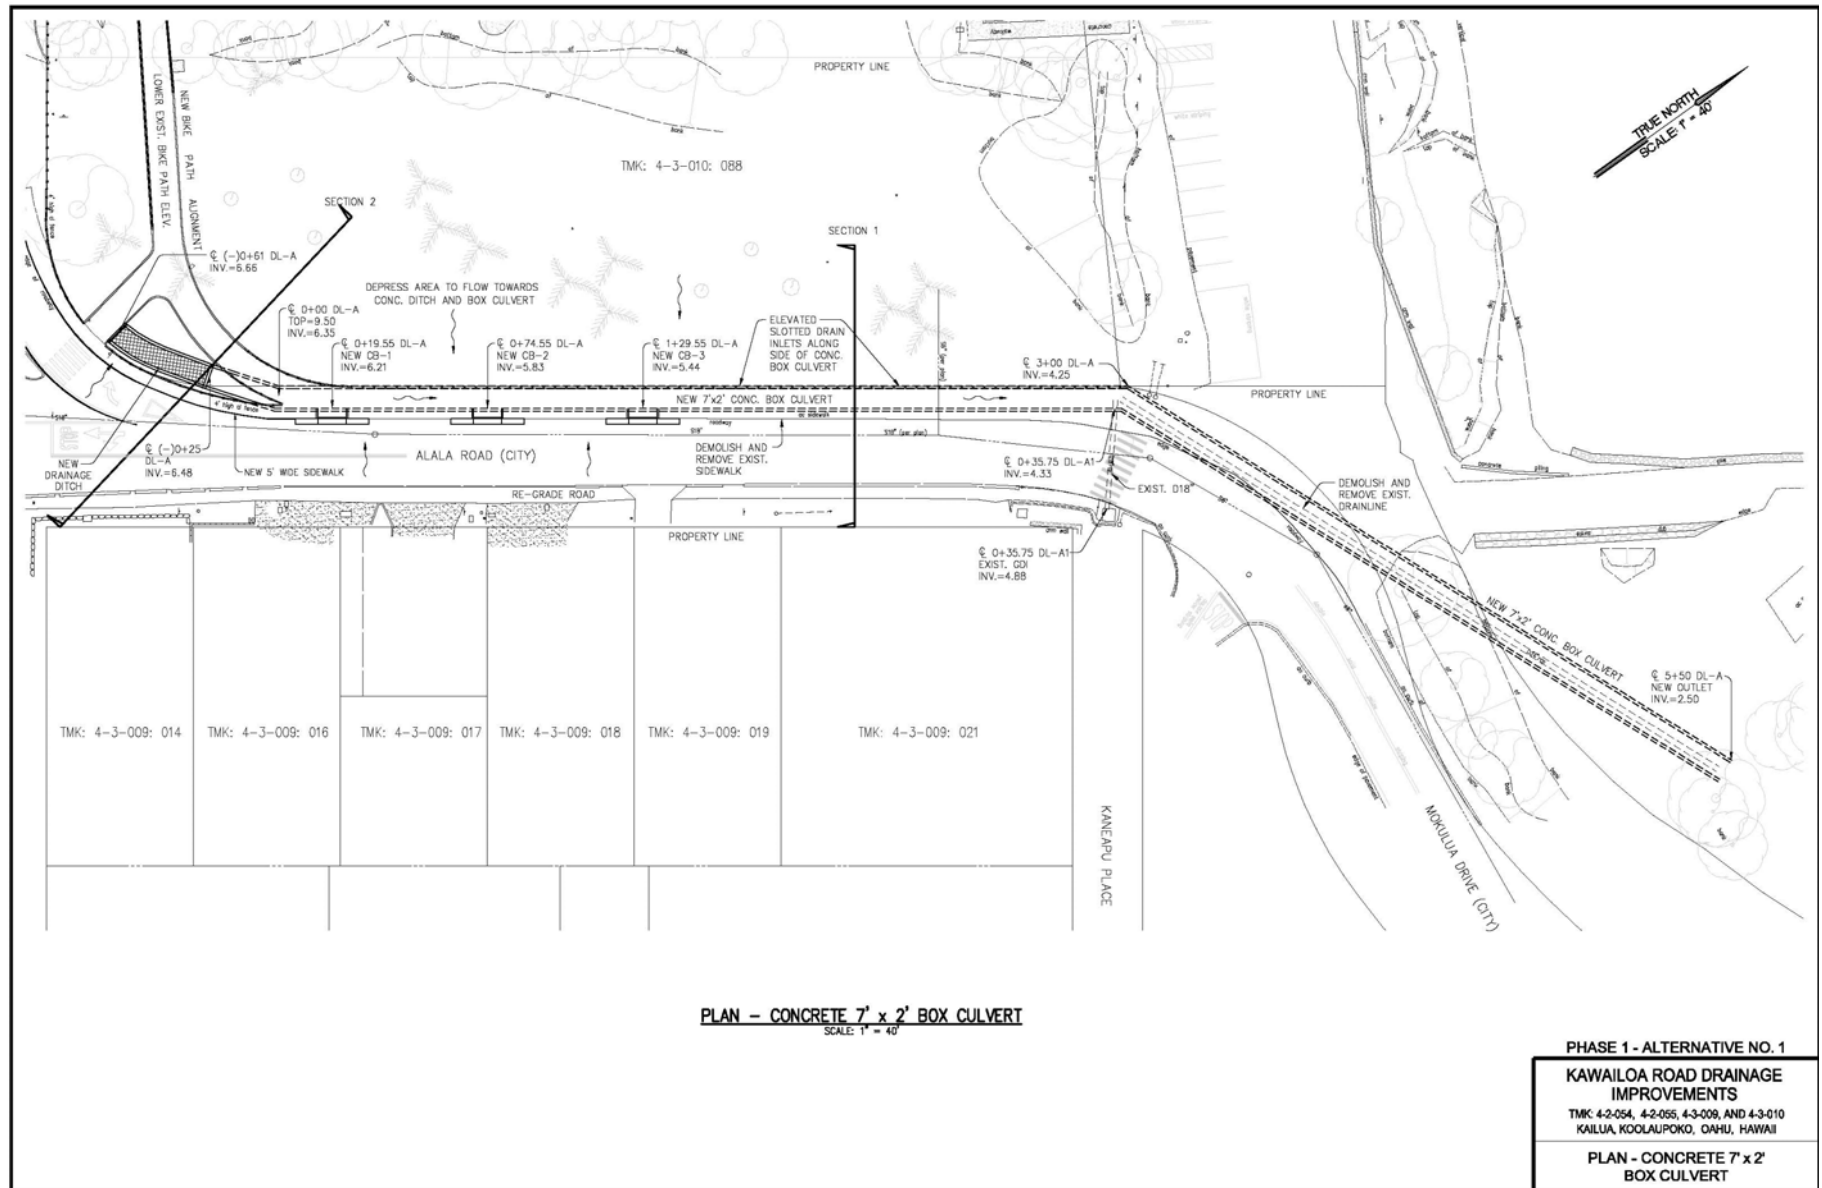 PROPERTY LINE
TRUE NORTH
SCALE: 1" = 40'
LOWER EXIST. BIKE PATH ELEV.
NEW BIKE PATH ALIGNMENT
TMK: 4-3-010: 088
SECTION 2
SECTION 1
℄ (-)0+61 DL-A
INV.=6.66
DEPRESS AREA TO FLOW TOWARDS
CONC. DITCH AND BOX CULVERT
℄ 0+00 DL-A
TOP=9.50
INV.=6.35
℄ 0+19.55 DL-A
NEW CB-1
INV.=6.21
℄ 0+74.55 DL-A
NEW CB-2
INV.=5.83
℄ 1+29.55 DL-A
NEW CB-3
INV.=5.44
ELEVATED
SLOTTED DRAIN
INLETS ALONG
SIDE OF CONC.
BOX CULVERT
℄ 3+00 DL-A
INV.=4.25
PROPERTY LINE
NEW 7'x2' CONC. BOX CULVERT
ac sidewalk
roadway
S18" (per plan)
℄ (-)0+25
DL-A
INV.=6.48
NEW
DRAINAGE
DITCH
NEW 5' WIDE SIDEWALK
ALALA ROAD (CITY)
DEMOLISH AND
REMOVE EXIST.
SIDEWALK
RE-GRADE ROAD
℄ 0+35.75 DL-A1
INV.=4.33
EXIST. D18"
DEMOLISH AND
REMOVE EXIST.
DRAINLINE
PROPERTY LINE
℄ 0+35.75 DL-A1
EXIST. GDI
INV.=4.88
NEW 7'x2' CONC. BOX CULVERT
℄ 5+50 DL-A
NEW OUTLET
INV.=2.50
TMK: 4-3-009: 014
TMK: 4-3-009: 016
TMK: 4-3-009: 017
TMK: 4-3-009: 018
TMK: 4-3-009: 019
TMK: 4-3-009: 021
edge of pavement
KANEAPU PLACE
MOKULUA DRIVE (CITY)
PLAN - CONCRETE 7' x 2' BOX CULVERT
SCALE: 1" = 40'
PHASE 1 - ALTERNATIVE NO. 1
KAWAILOA ROAD DRAINAGE
IMPROVEMENTS
TMK: 4-2-054, 4-2-055, 4-3-009, AND 4-3-010
KAILUA, KOOLAUPOKO, OAHU, HAWAII
PLAN - CONCRETE 7' x 2'
BOX CULVERT